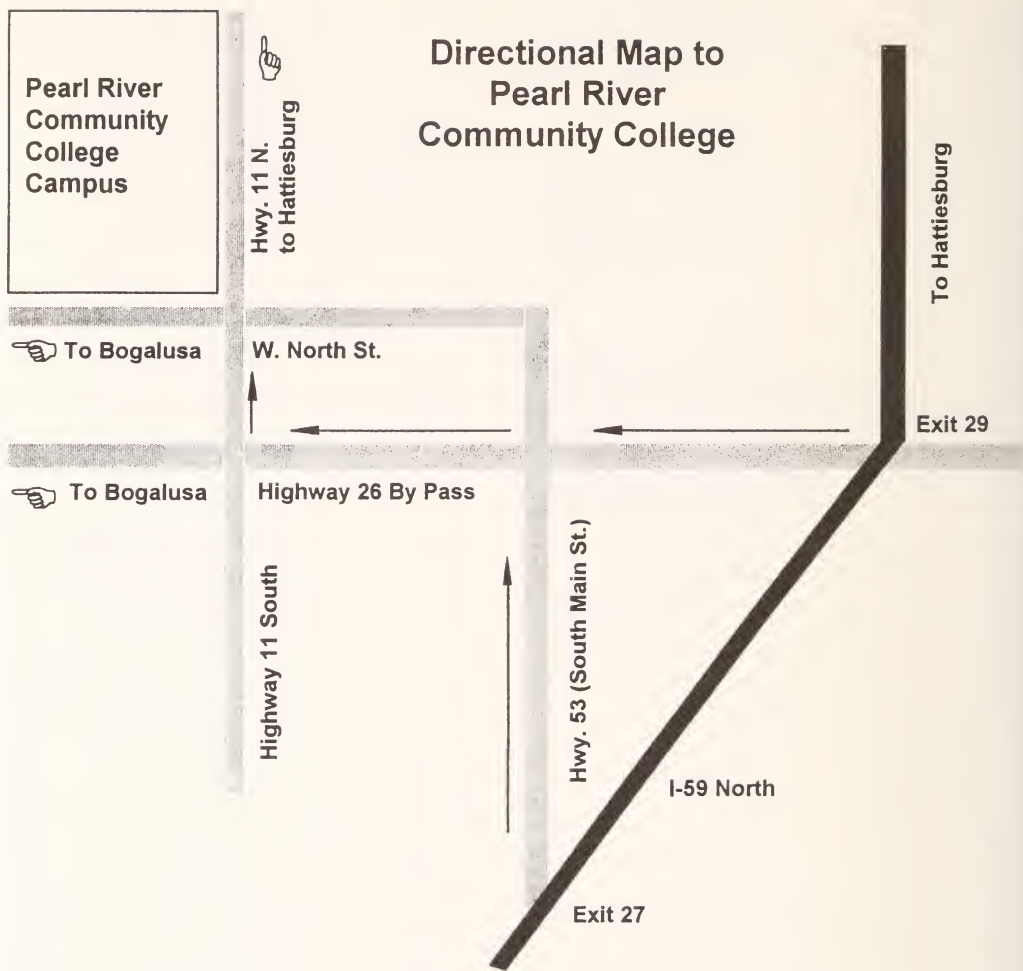 Directional Map to
Pearl River
Community College
Pearl River
Community
College
Campus
Hwy. 11 N.
to Hattiesburg
To Hattiesburg
To Bogalusa
W. North St.
Exit 29
To Bogalusa
Highway 26 By Pass
Highway 11 South
Hwy. 53 (South Main St.)
I-59 North
Exit 27